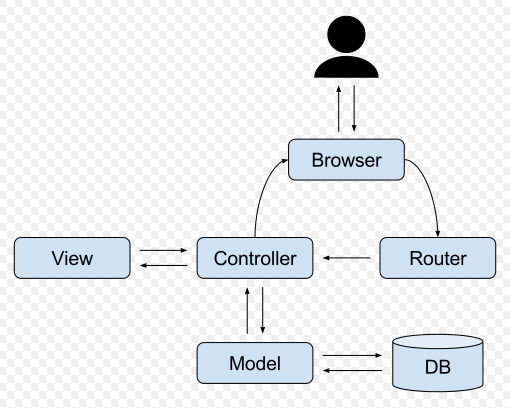 Browser
View
Controller
Router
Model
DB